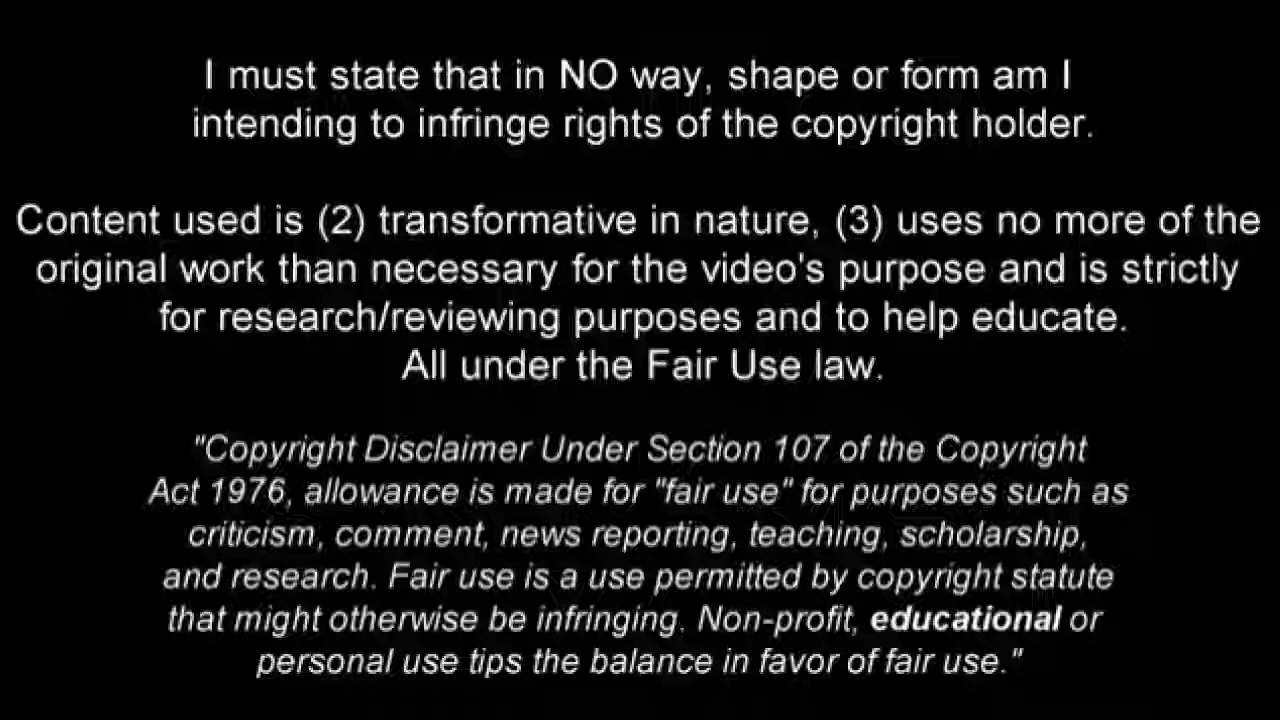 I must state that in NO way, shape or form am I
intending to infringe rights of the copyright holder.
Content used is (2) transformative in nature, (3) uses no more of the
original work than necessary for the video's purpose and is strictly
for research/reviewing purposes and to help educate.
All under the Fair Use law.
"Copyright Disclaimer Under Section 107 of the Copyright
Act 1976, allowance is made for "fair use" for purposes such as
criticism, comment, news reporting, teaching, scholarship,
and research. Fair use is a use permitted by copyright statute
that might otherwise be infringing. Non-profit, educational or
personal use tips the balance in favor of fair use."